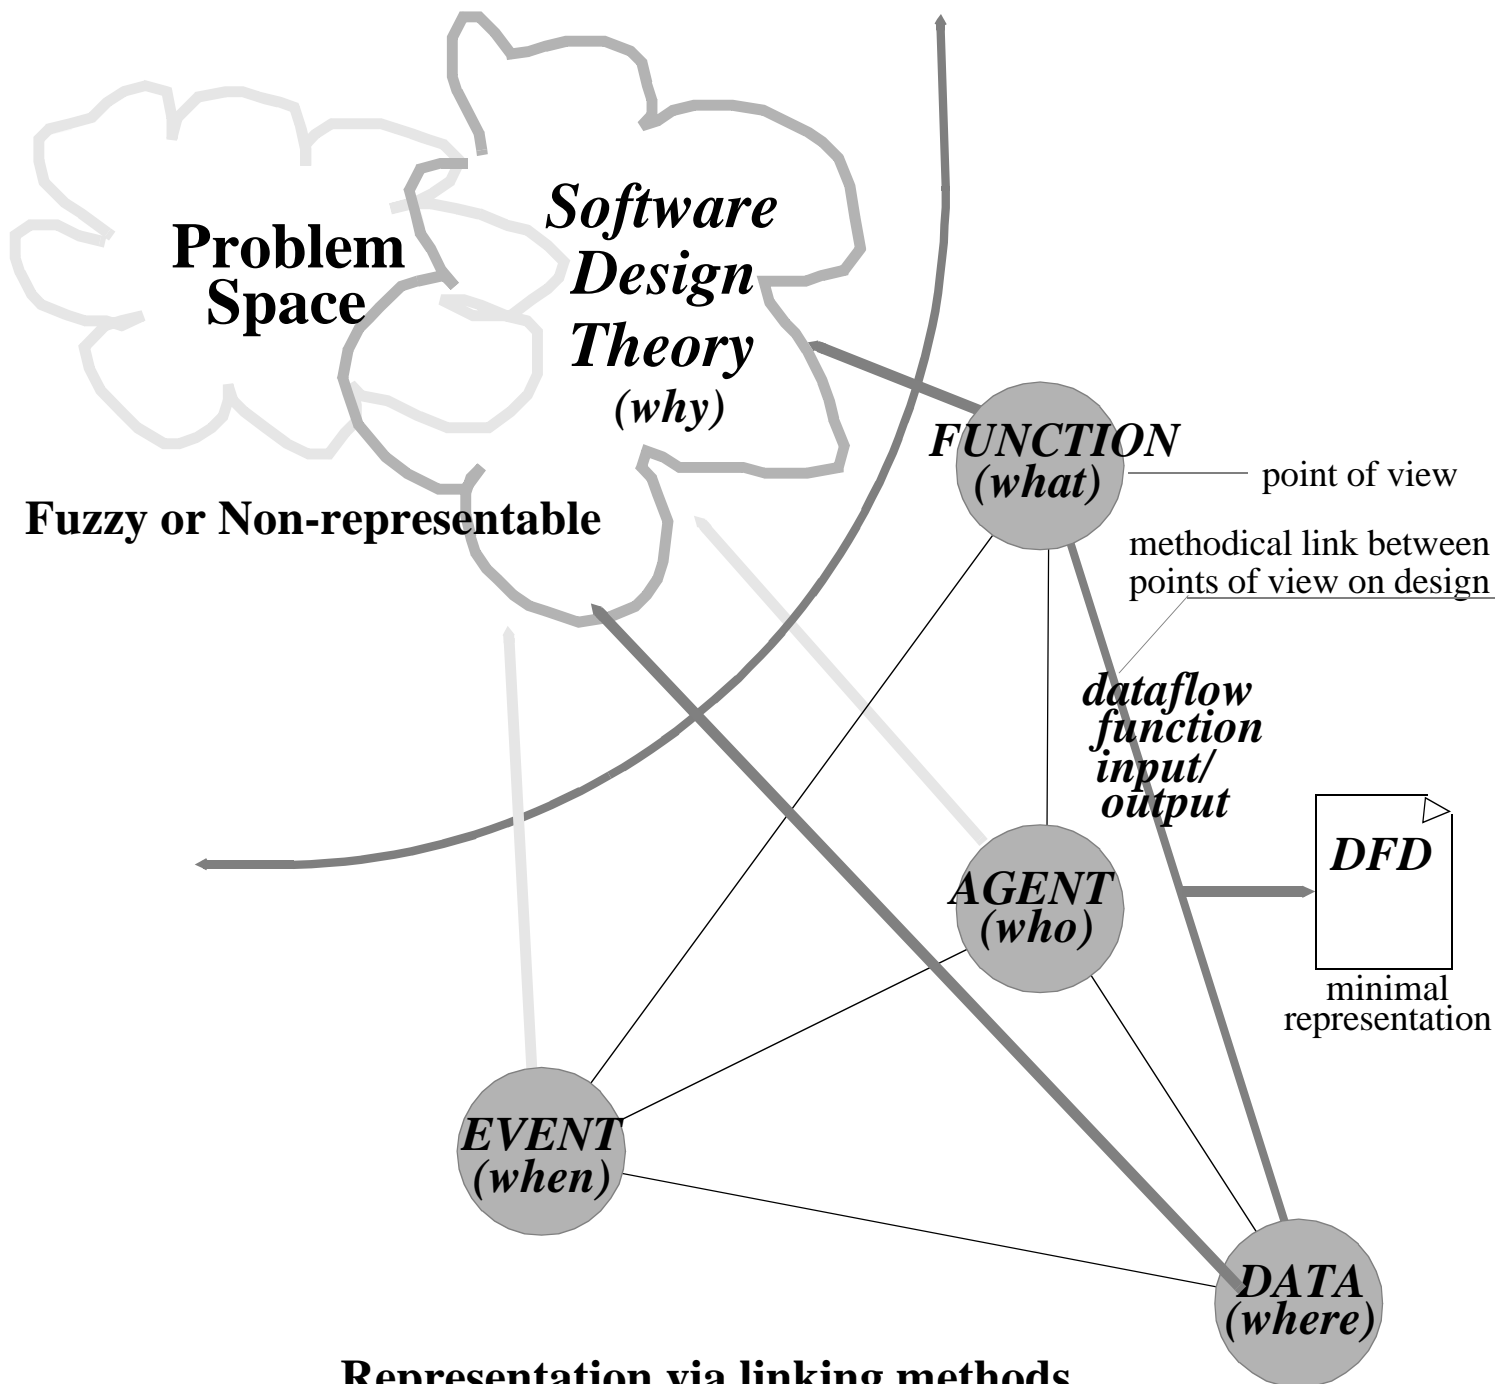 Problem
Space
Software
Design
Theory
(why)
Fuzzy or Non-representable
FUNCTION
(what)
point of view
methodical link between
points of view on design
dataflow
function
input/
output
DFD
minimal
representation
AGENT
(who)
EVENT
(when)
DATA
(where)
Representation via linking methods